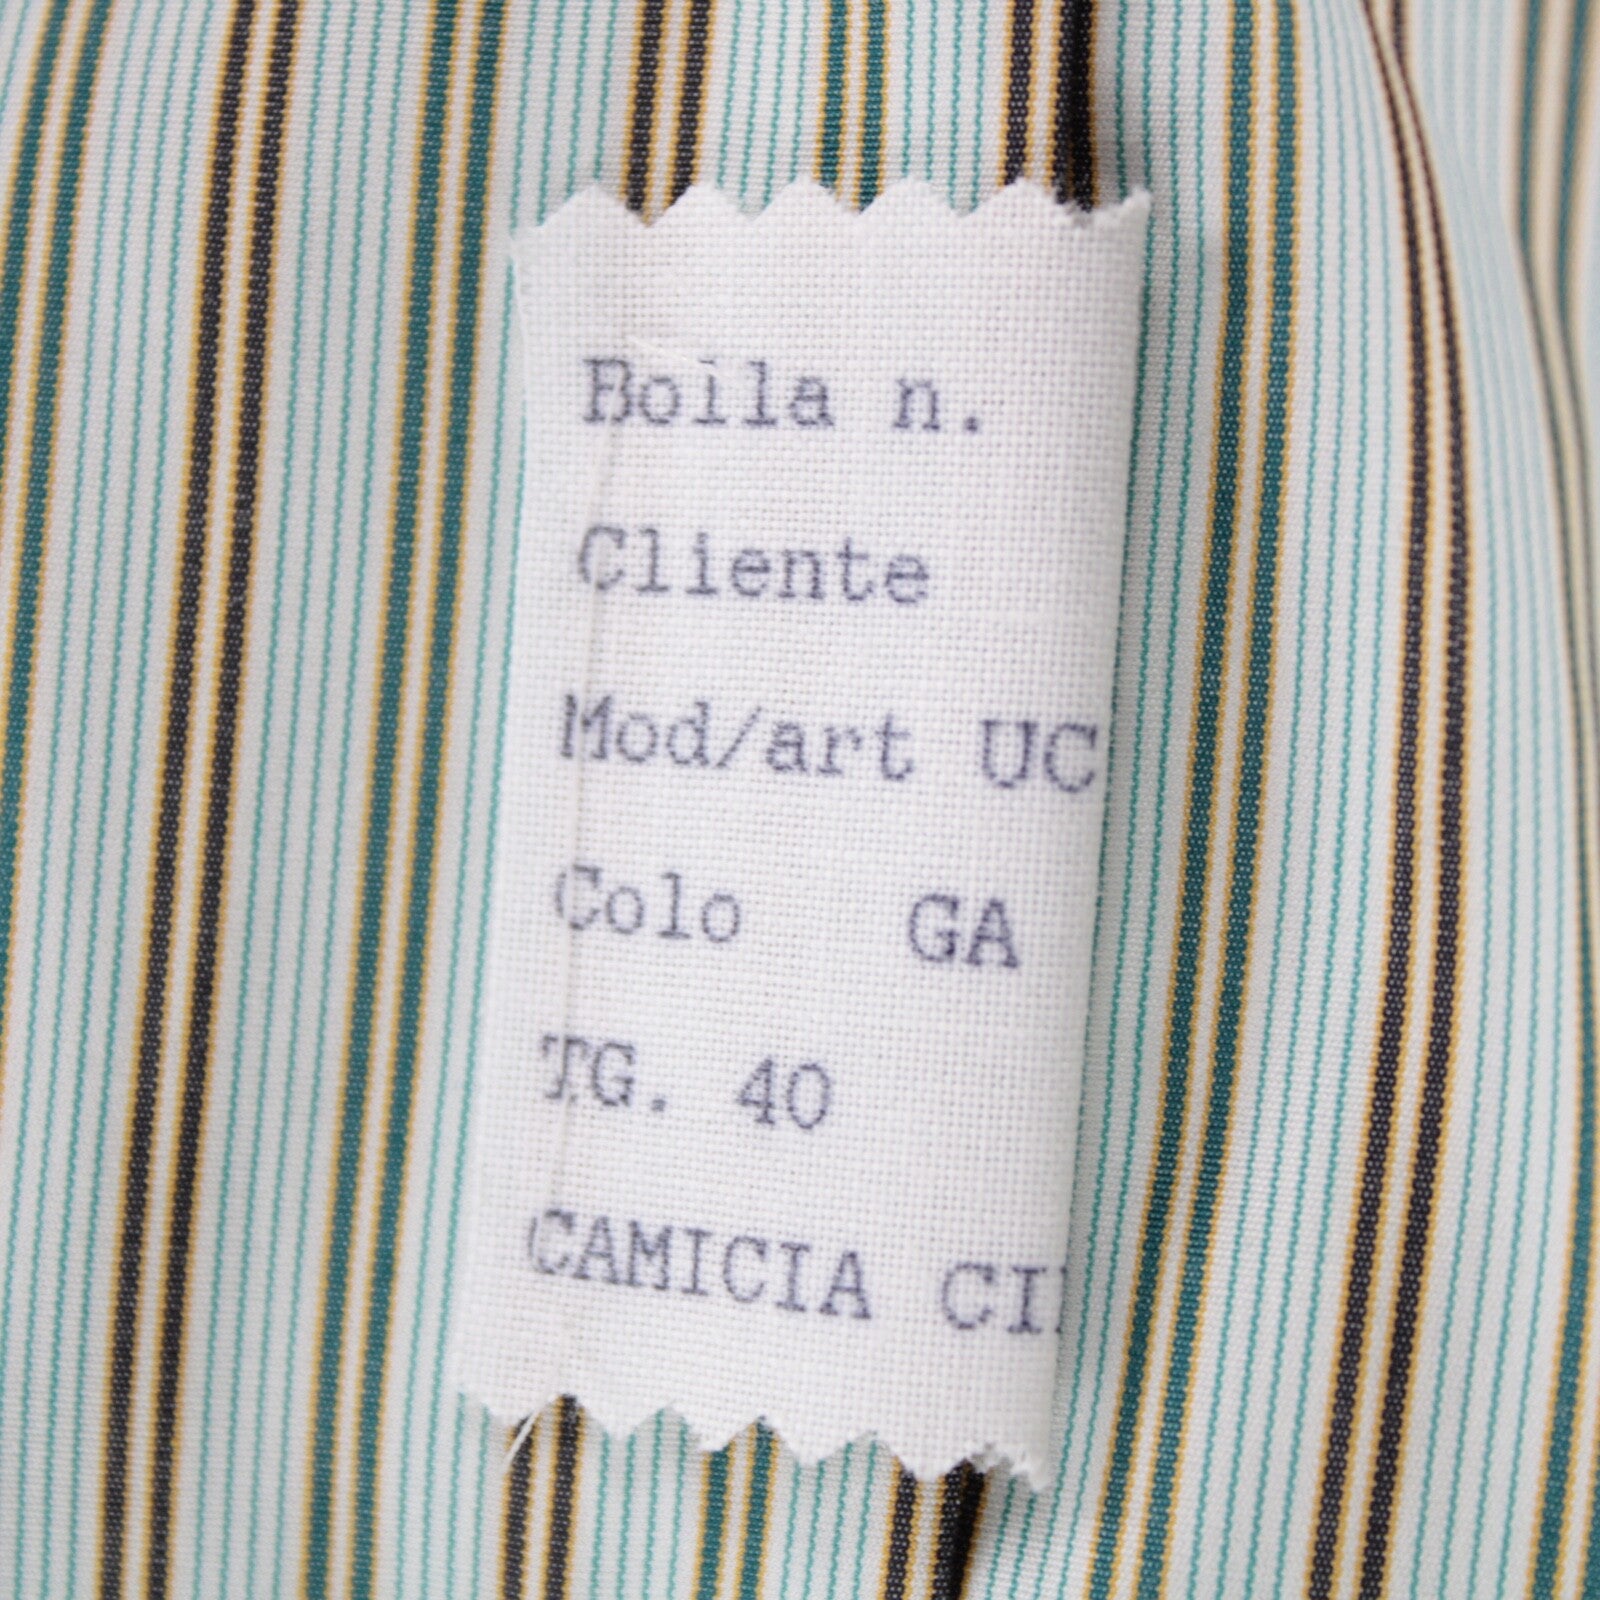 Bolla n.
Cliente
Mod/art UC
Colo GA
TG. 40
CAMICIA